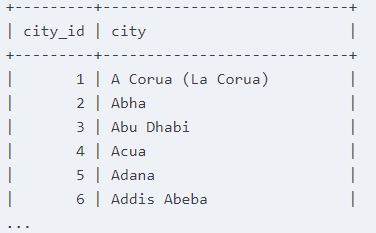 +---------+----------------------------+
| city_id | city                       |
+---------+----------------------------+
|       1 | A Corua (La Corua)         |
|       2 | Abha                       |
|       3 | Abu Dhabi                  |
|       4 | Acua                       |
|       5 | Adana                      |
|       6 | Addis Abeba                |
...